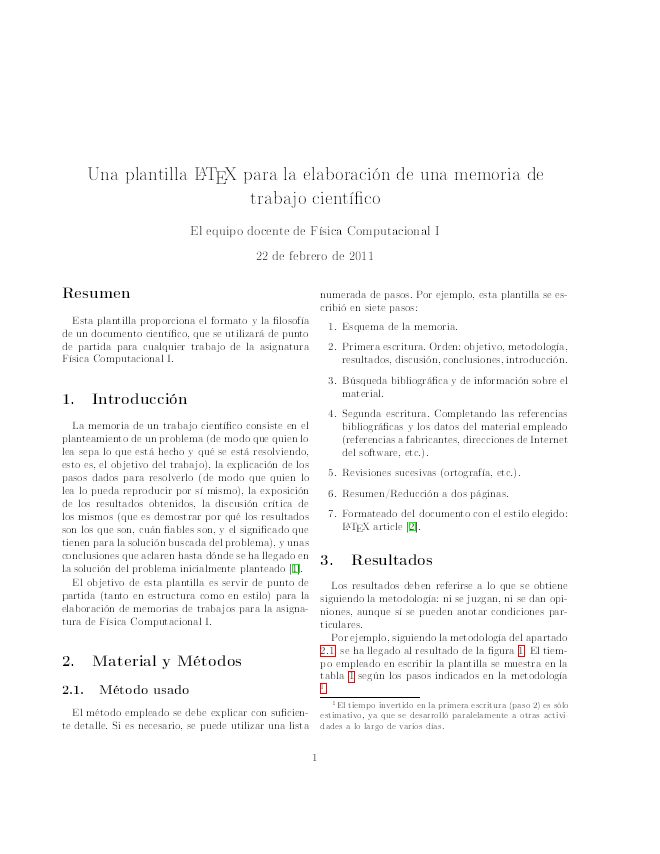 Una plantilla LATEX para la elaboración de una memoria de
trabajo científico
El equipo docente de Física Computacional I
22 de febrero de 2011
Resumen
Esta plantilla proporciona el formato y la filosofía
de un documento científico, que se utilizará de punto
de partida para cualquier trabajo de la asignatura
Física Computacional I.
1. Introducción
La memoria de un trabajo científico consiste en el
planteamiento de un problema (de modo que quien lo
lea sepa lo que está hecho y qué se está resolviendo,
esto es, el objetivo del trabajo), la explicación de los
pasos dados para resolverlo (de modo que quien lo
lea lo pueda reproducir por sí mismo), la exposición
de los resultados obtenidos, la discusión crítica de
los mismos (que es demostrar por qué los resultados
son los que son, cuán fiables son, y el significado que
tienen para la solución buscada del problema), y unas
conclusiones que aclaren hasta dónde se ha llegado en
la solución del problema inicialmente planteado [1].
El objetivo de esta plantilla es servir de punto de
partida (tanto en estructura como en estilo) para la
elaboración de memorias de trabajos para la asigna-
tura de Física Computacional I.
2. Material y Métodos
2.1. Método usado
El método empleado se debe explicar con suficien-
te detalle. Si es necesario, se puede utilizar una lista
numerada de pasos. Por ejemplo, esta plantilla se es-
cribió en siete pasos:
1. Esquema de la memoria.
2. Primera escritura. Orden: objetivo, metodología,
resultados, discusión, conclusiones, introducción.
3. Búsqueda bibliográfica y de información sobre el
material.
4. Segunda escritura. Completando las referencias
bibliográficas y los datos del material empleado
(referencias a fabricantes, direcciones de Internet
del software, etc.).
5. Revisiones sucesivas (ortografía, etc.).
6. Resumen/Reducción a dos páginas.
7. Formateado del documento con el estilo elegido:
LATEX article [2].
3. Resultados
Los resultados deben referirse a lo que se obtiene
siguiendo la metodología: ni se juzgan, ni se dan opi-
niones, aunque sí se pueden anotar condiciones par-
ticulares.
Por ejemplo, siguiendo la metodología del apartado
2.1, se ha llegado al resultado de la figura 1. El tiem-
po empleado en escribir la plantilla se muestra en la
tabla 1 según los pasos indicados en la metodología
1.
1 El tiempo invertido en la primera escritura (paso 2) es sólo
estimativo, ya que se desarrolló paralelamente a otras activi-
dades a lo largo de varios días.
1